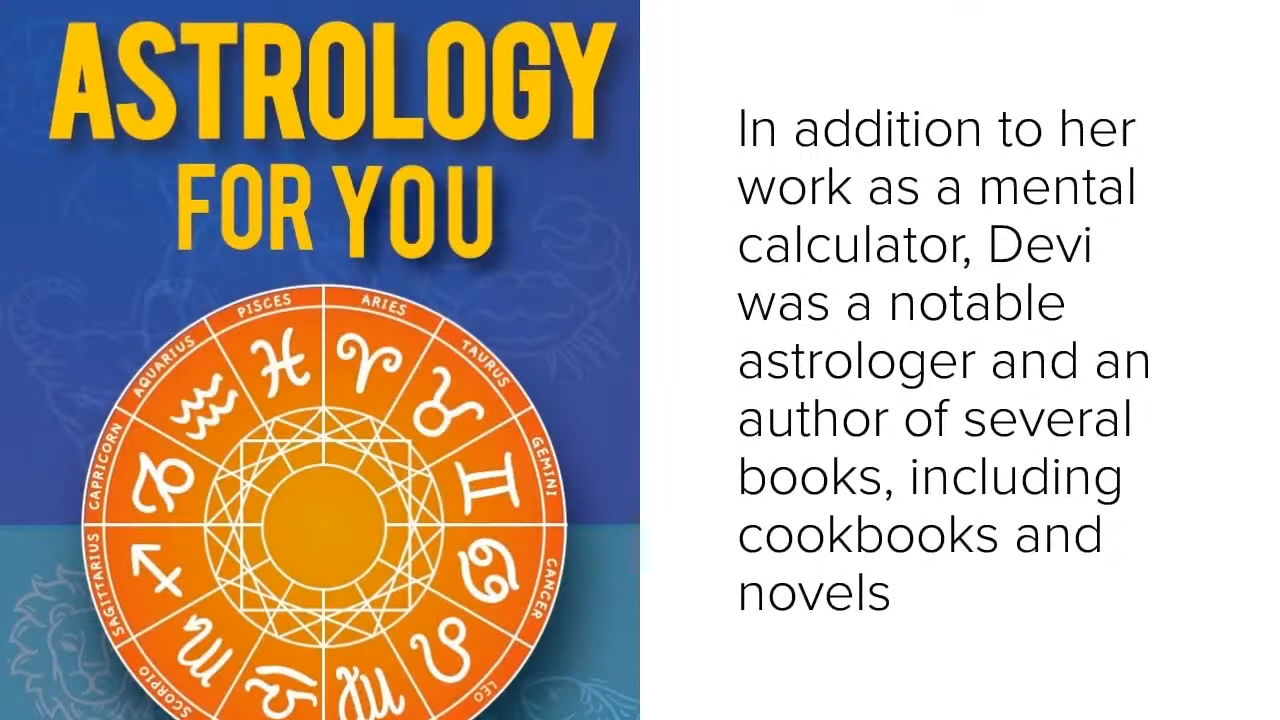 ASTROLOGY
FOR YOU
PISCES
ARIES
AQUARIUS
TAURUS
CAPRICORN
GEMINI
SAGITTARIUS
CANCER
SCORPIO
LEO
In addition to her
work as a mental
calculator, Devi
was a notable
astrologer and an
author of several
books, including
cookbooks and
novels